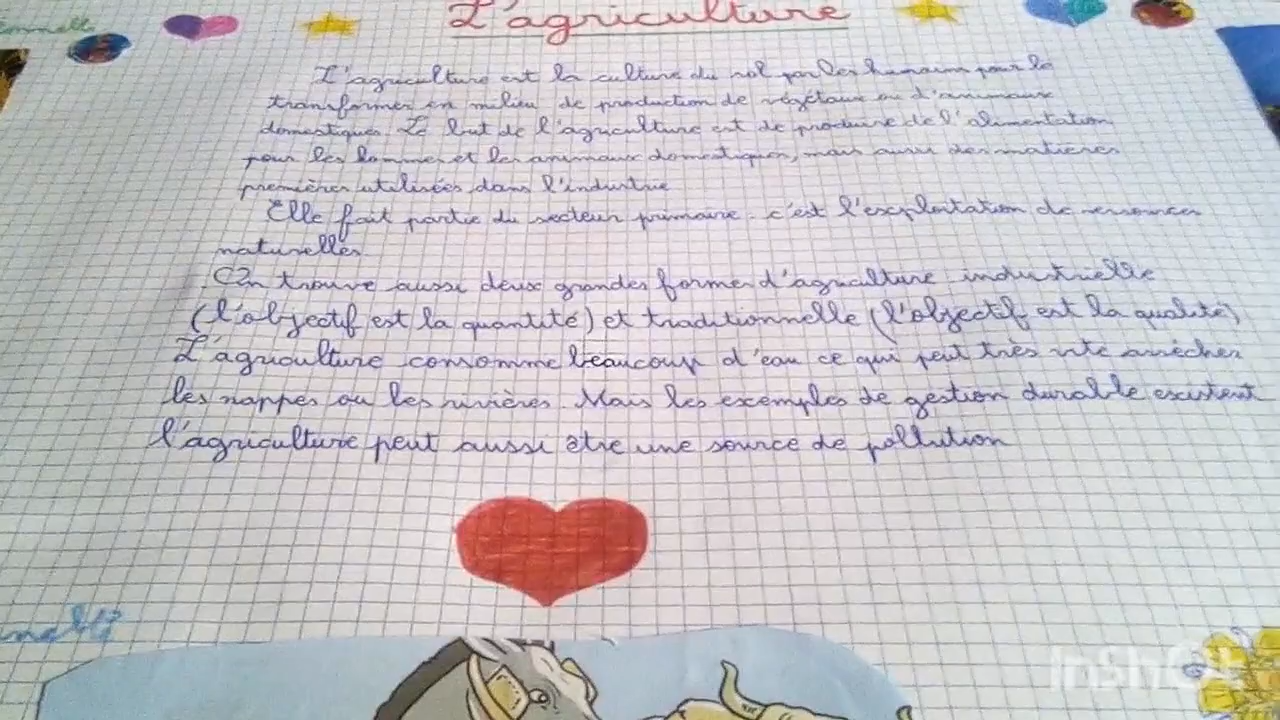 L'agriculture
L'agriculture est la culture du sol par les humains pour le
transformer en milieu de production de végétaux ou d'animaux
domestiques. Le but de l'agriculture est de produire de l'alimentation
pour les hommes et les animaux domestiques, mais aussi des matières
premières utilisées dans l'industrie
Elle fait partie du secteur primaire. c'est l'exploitation de ressources
naturelles.
On trouve aussi deux grandes forme d'agriculture industrielle
(l'objectif est la quantité) et traditionnelle (l'objectif est la qualité)
L'agriculture consomme beaucoup d'eau ce qui peut très vite assécher
les nappes ou les rivières. Mais les exemples de gestion durable existent
l'agriculture peut aussi être une source de pollution
InShOt